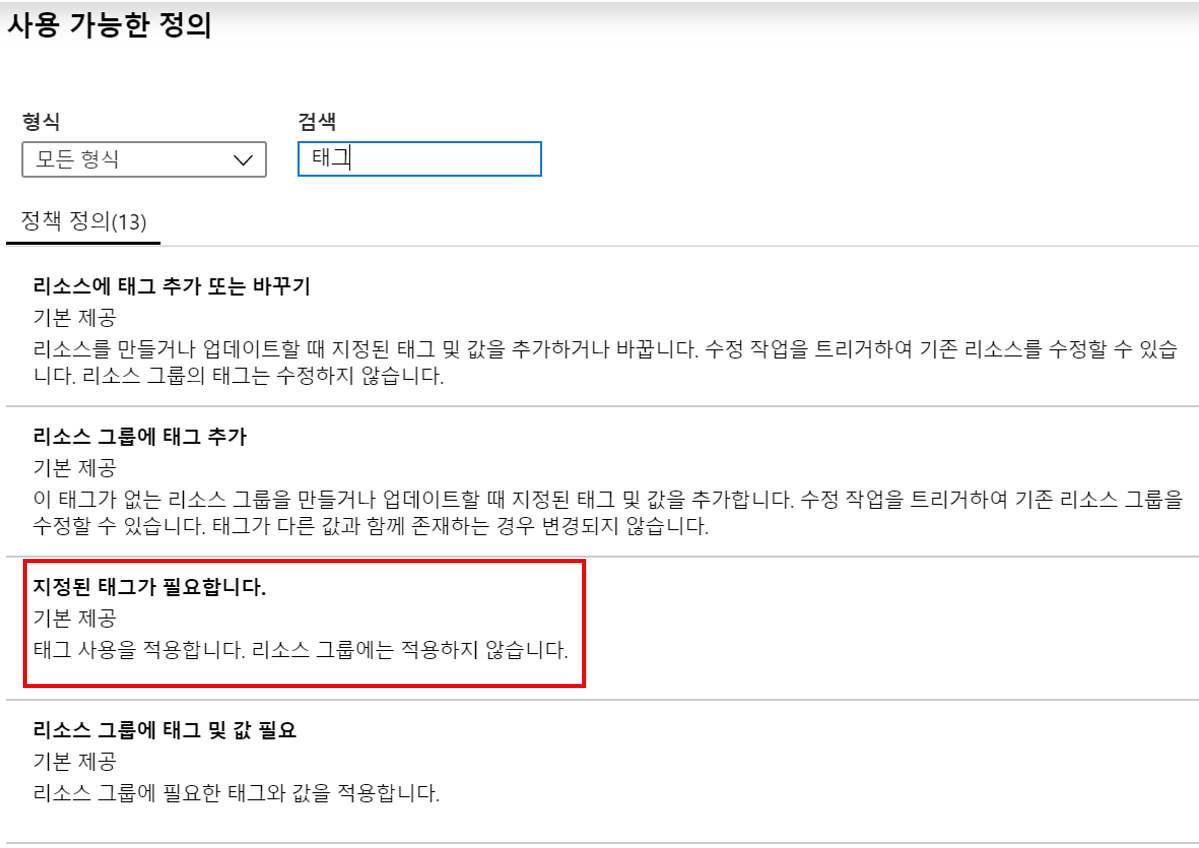 사용 가능한 정의
형식
검색
모든 형식
태그
정책 정의(13)
리소스에 태그 추가 또는 바꾸기
기본 제공
리소스를 만들거나 업데이트할 때 지정된 태그 및 값을 추가하거나 바꿉니다. 수정 작업을 트리거하여 기존 리소스를 수정할 수 있습
니다. 리소스 그룹의 태그는 수정하지 않습니다.
리소스 그룹에 태그 추가
기본 제공
이 태그가 없는 리소스 그룹을 만들거나 업데이트할 때 지정된 태그 및 값을 추가합니다. 수정 작업을 트리거하여 기존 리소스 그룹을
수정할 수 있습니다. 태그가 다른 값과 함께 존재하는 경우 변경되지 않습니다.
지정된 태그가 필요합니다.
기본 제공
태그 사용을 적용합니다. 리소스 그룹에는 적용하지 않습니다.
리소스 그룹에 태그 및 값 필요
기본 제공
리소스 그룹에 필요한 태그와 값을 적용합니다.